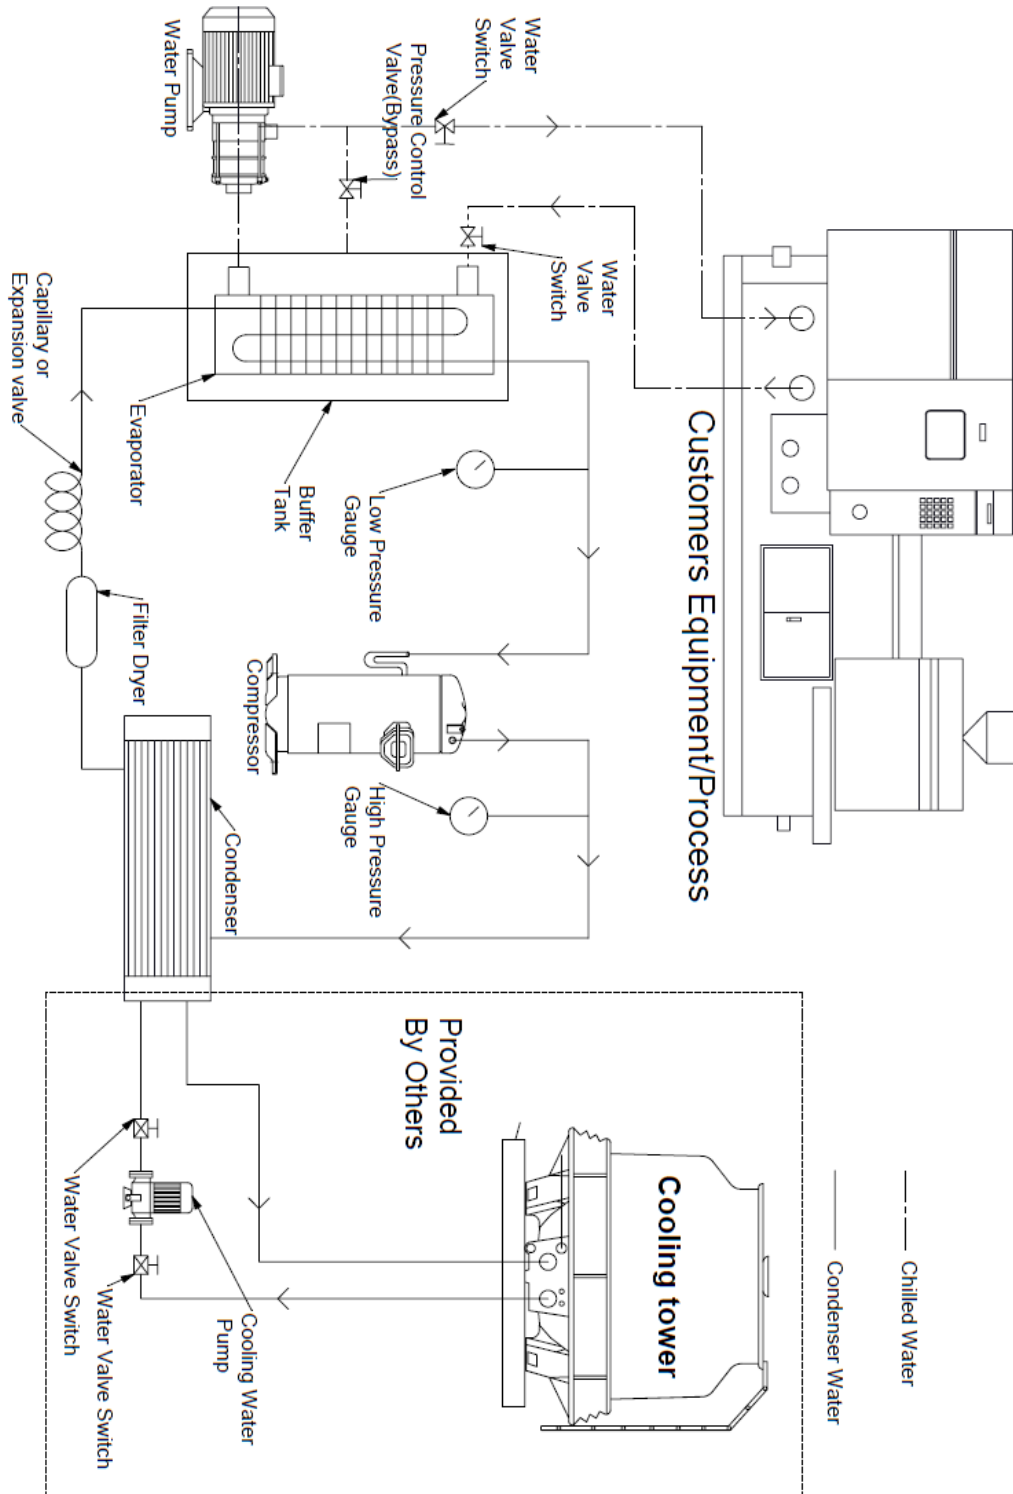 Water
Valve
Switch
Pressure Control
Valve(Bypass)
Water Pump
Water
Valve
Switch
Capillary or
Expansion valve
Evaporator
Buffer
Tank
Low Pressure
Gauge
Customers Equipment/Process
Filter Dryer
Compressor
High Pressure
Gauge
Condenser
Provided
By Others
Cooling tower
Water Valve Switch
Water Valve Switch
Cooling Water
Pump
Chilled Water
Condenser Water